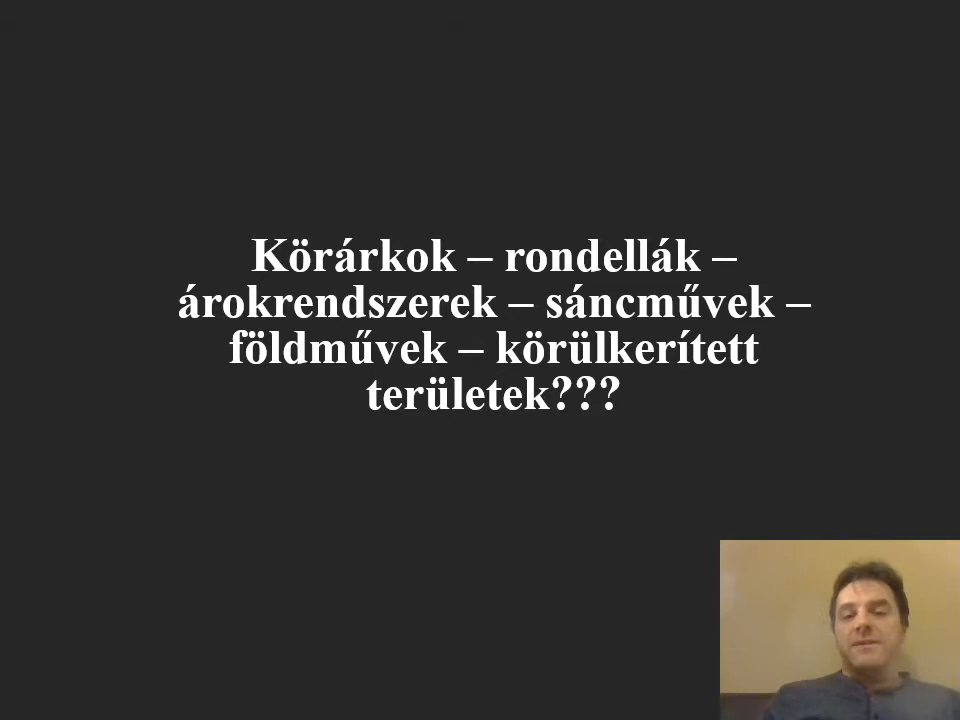 Körárkok – rondellák –
árokrendszerek – sáncművek –
földművek – körülkerített
területek???